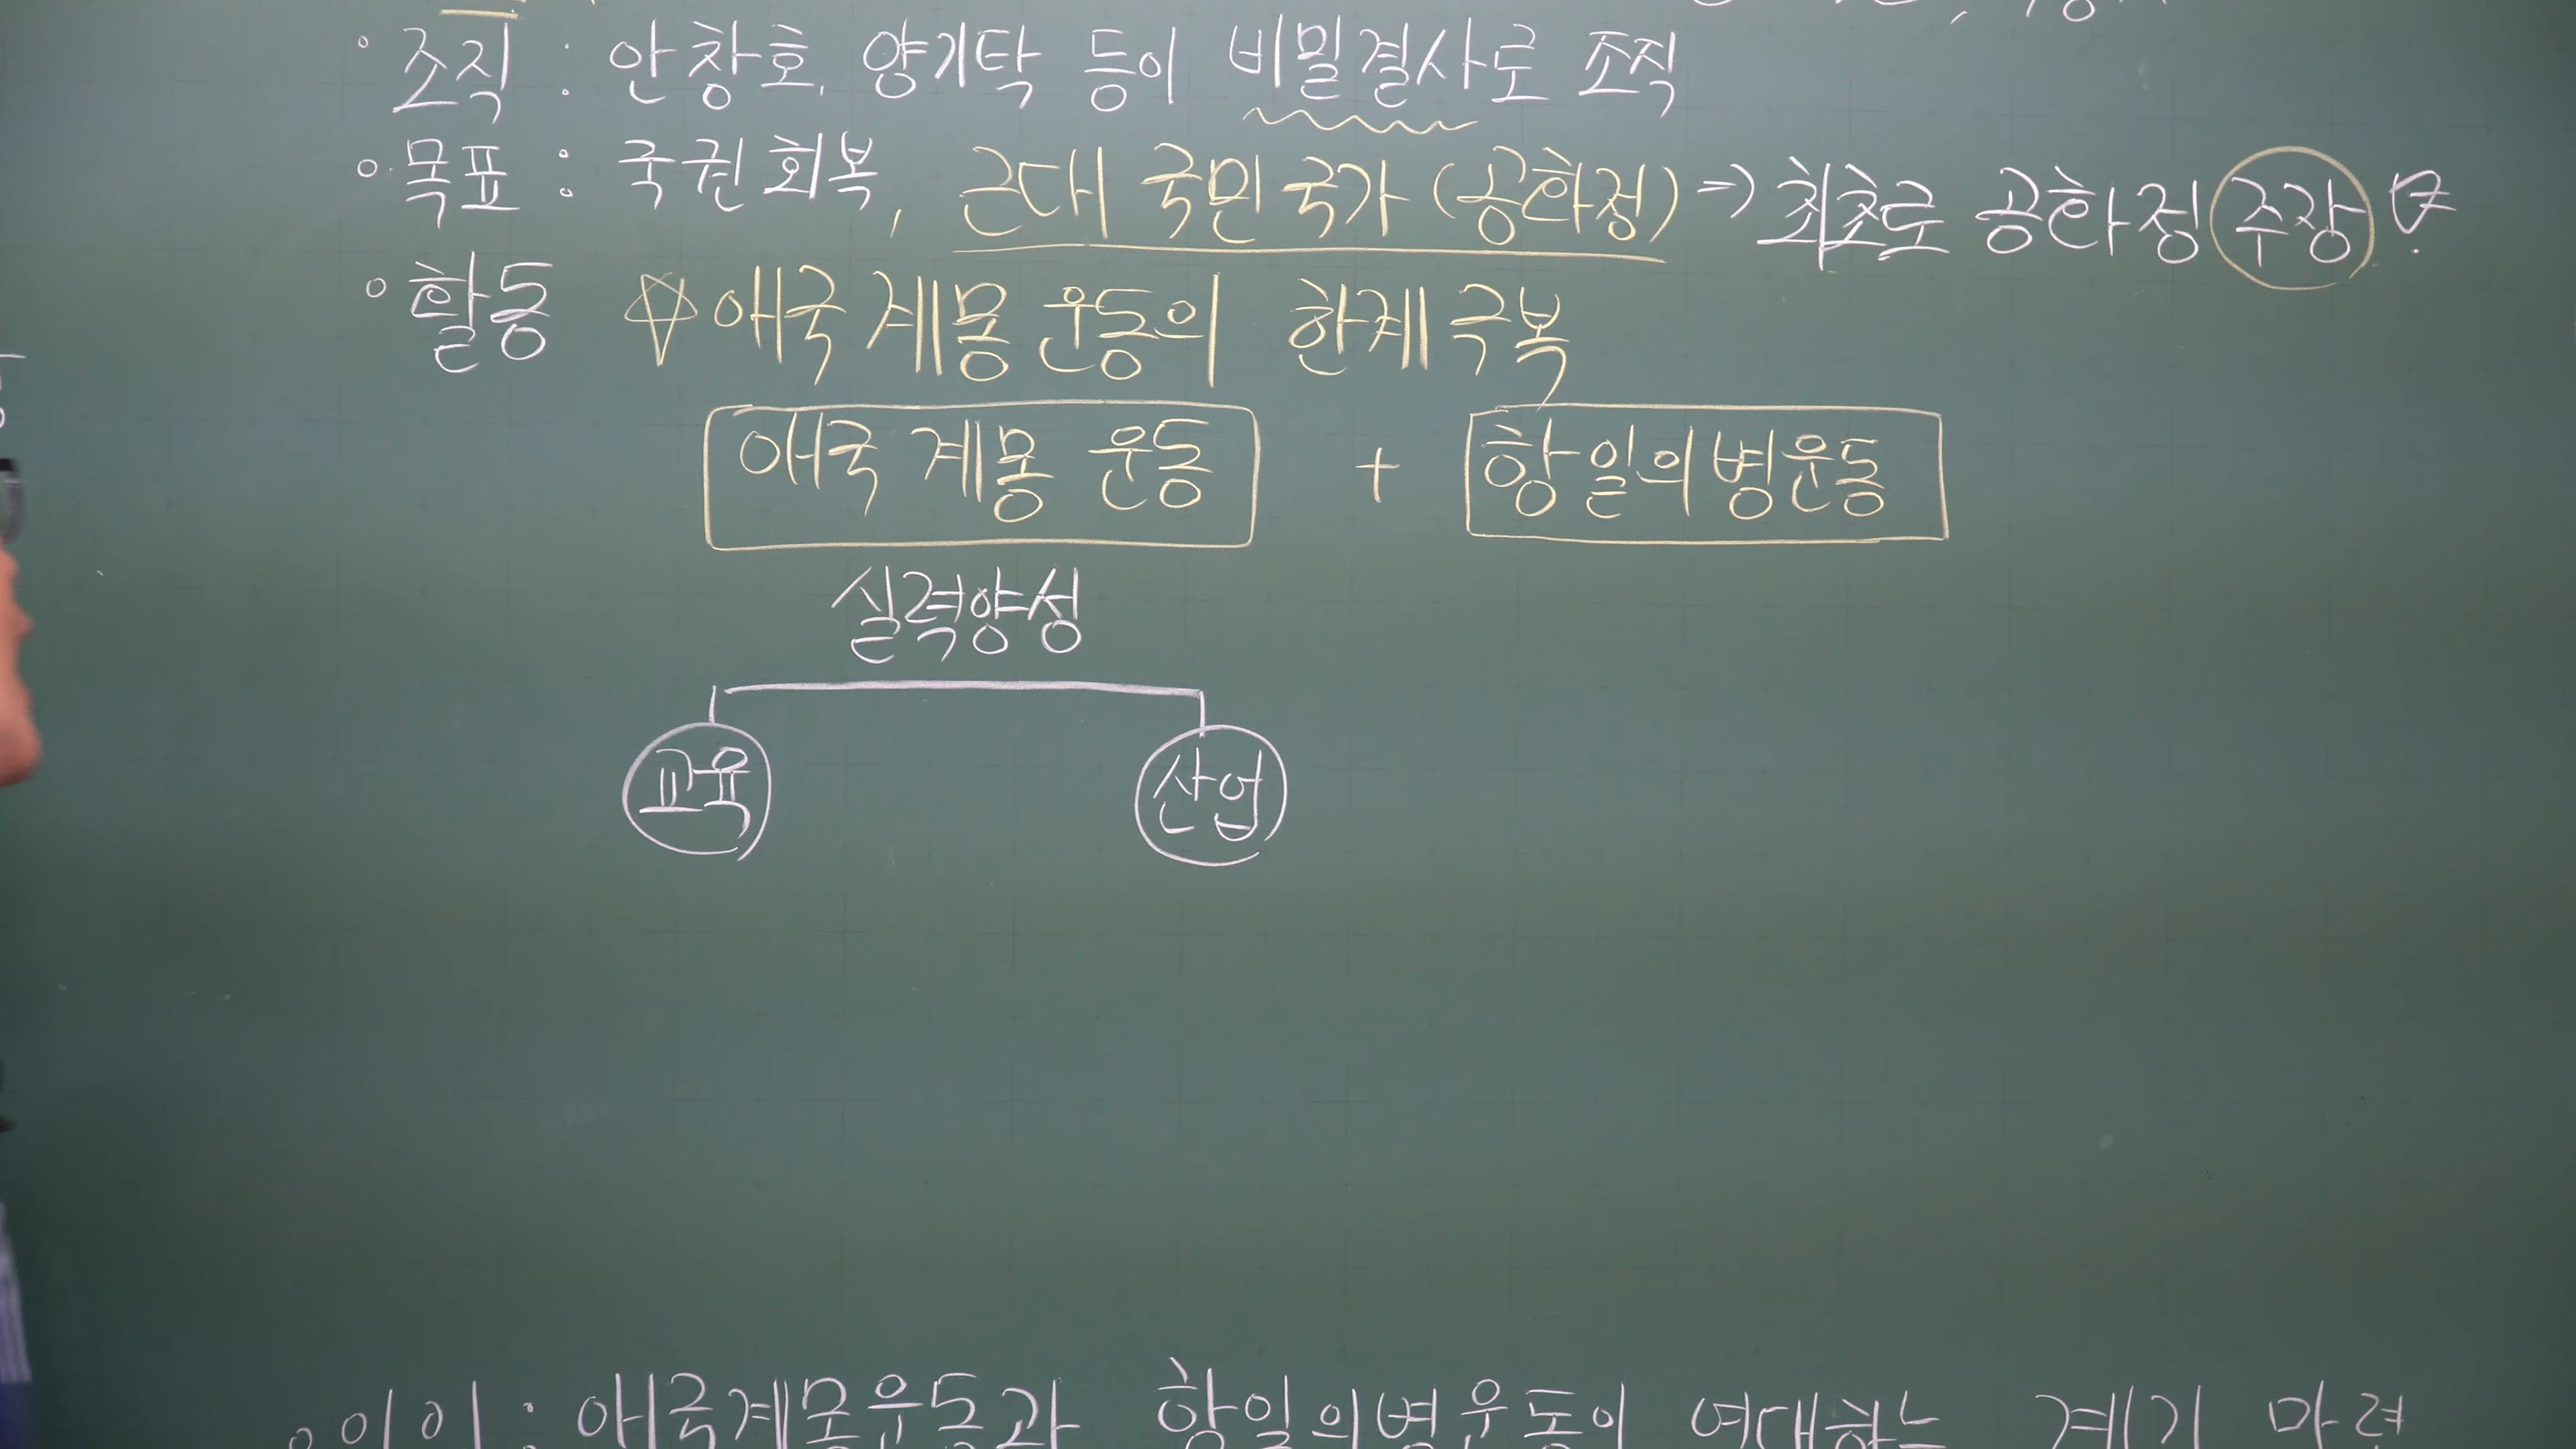 · 조직 : 안창호, 양기탁 등이 비밀결사로 조직
· 목표 : 국권회복, 근대 국민국가 (공화정) => 최초로 공화정 주장
· 활동 ☆애국계몽운동의 한계극복
애국 계몽 운동 + 항일의병운동
실력양성
교육 산업
: 애국계몽운동과 항일의병운동이 연대하는 계기 마련